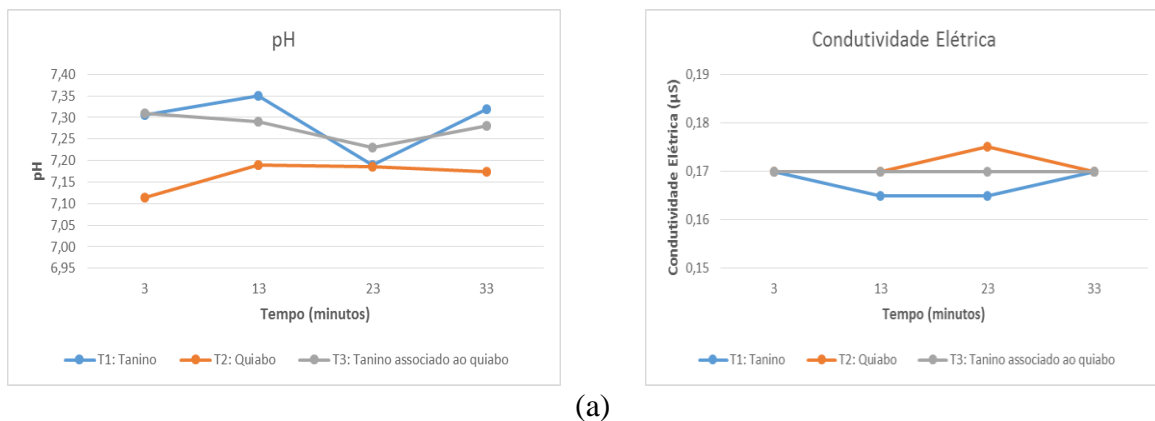 pH
7,40
7,35
7,30
7,25
7,20
7,15
7,10
7,05
7,00
6,95
pH
3 13 23 33
Tempo (minutos)
T1: Tanino T2: Quiabo T3: Tanino associado ao quiabo
Condutividade Elétrica
0,19
0,18
0,17
0,16
0,15
Condutividade Elétrica (µS)
3 13 23 33
Tempo (minutos)
T1: Tanino T2: Quiabo T3: Tanino associado ao quiabo
(a)